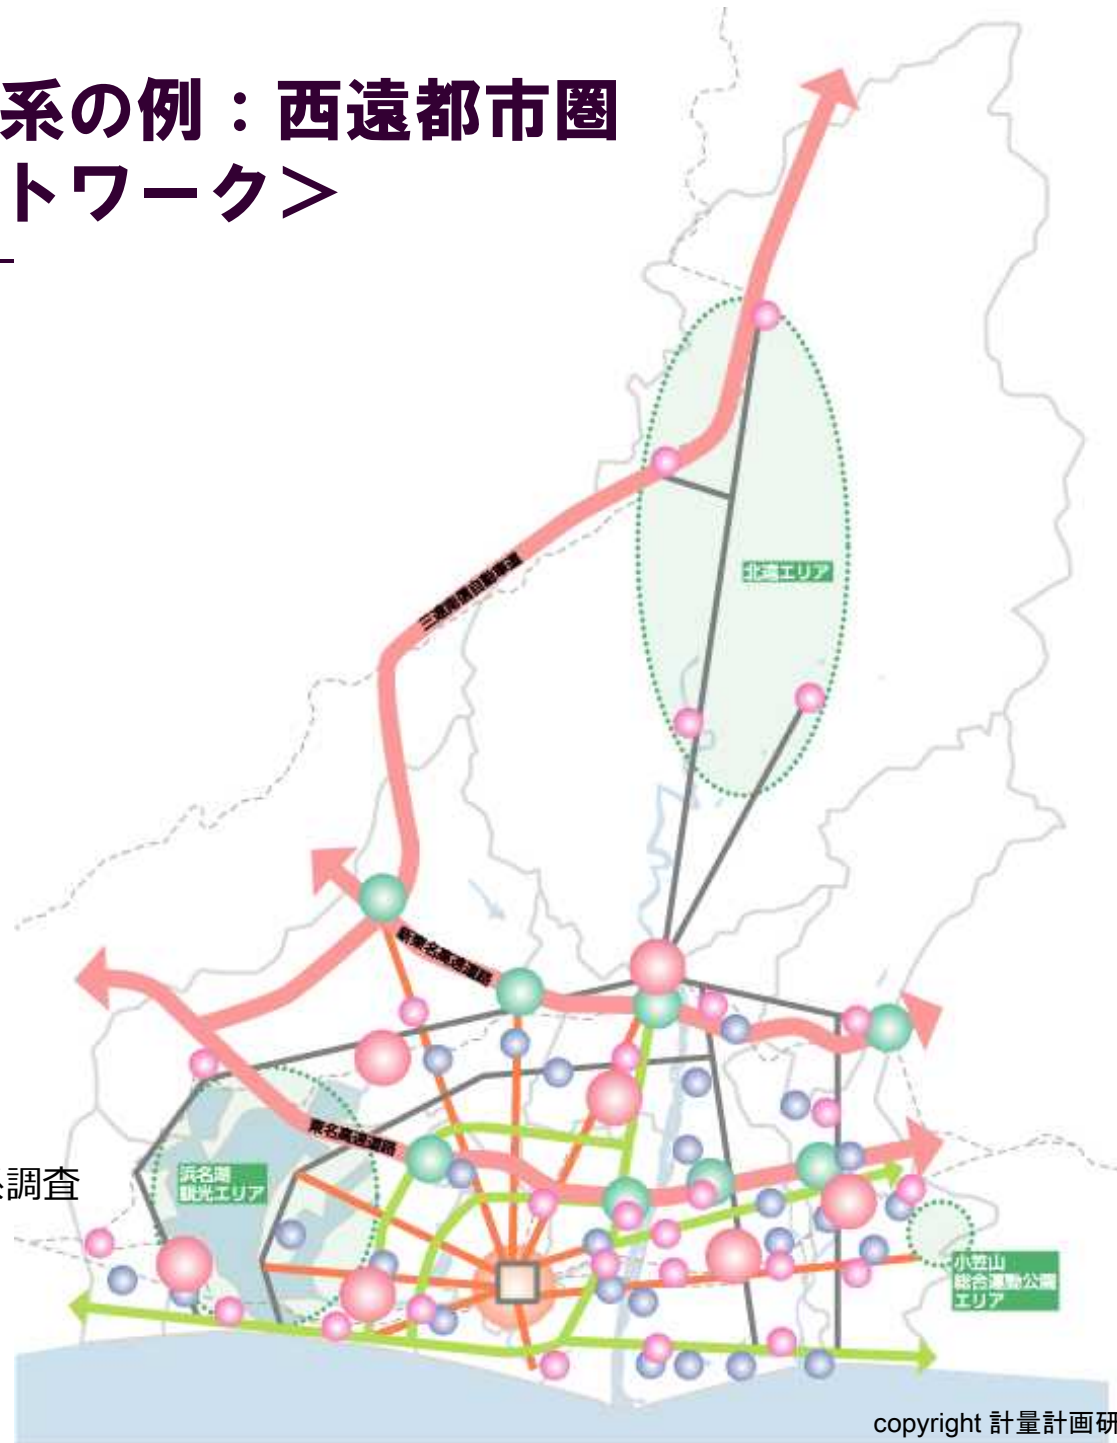 系の例：西遠都市圏
トワーク＞
北遠エリア
三遠南信自動車道
新東名高速道路
東名高速道路
調査
浜名湖
観光エリア
小笠山
総合運動公園
エリア
copyright 計量計画研